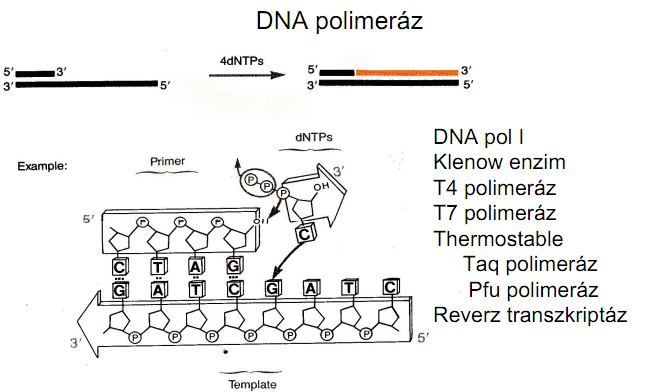 DNA polimeráz
4dNTPs
5' 3' 5' 3'
3' 5' 3' 5'
dNTPs
DNA pol I
Example: Primer 3' Klenow enzim
P P P OH T4 polimeráz
5' P P P OH T7 polimeráz
C Thermostable
C T A G Taq polimeráz
G A T C G A T C Pfu polimeráz
Reverz transzkriptáz
3' P P P P P P P 5'
Template